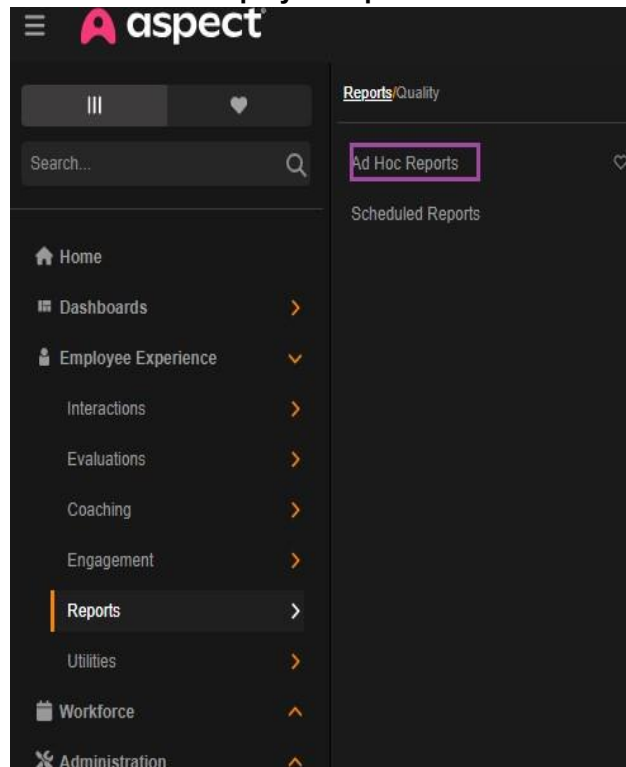 aspect
Reports/Quality
Search...
Ad Hoc Reports
Scheduled Reports
Home
Dashboards
Employee Experience
Interactions
Evaluations
Coaching
Engagement
Reports
Utilities
Workforce
Administration